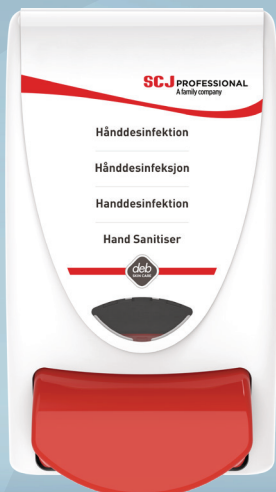 SCJ PROFESSIONAL
A family company
Hånddesinfektion
Hånddesinfeksjon
Handdesinfektion
Hand Sanitiser
deb
SKIN CARE